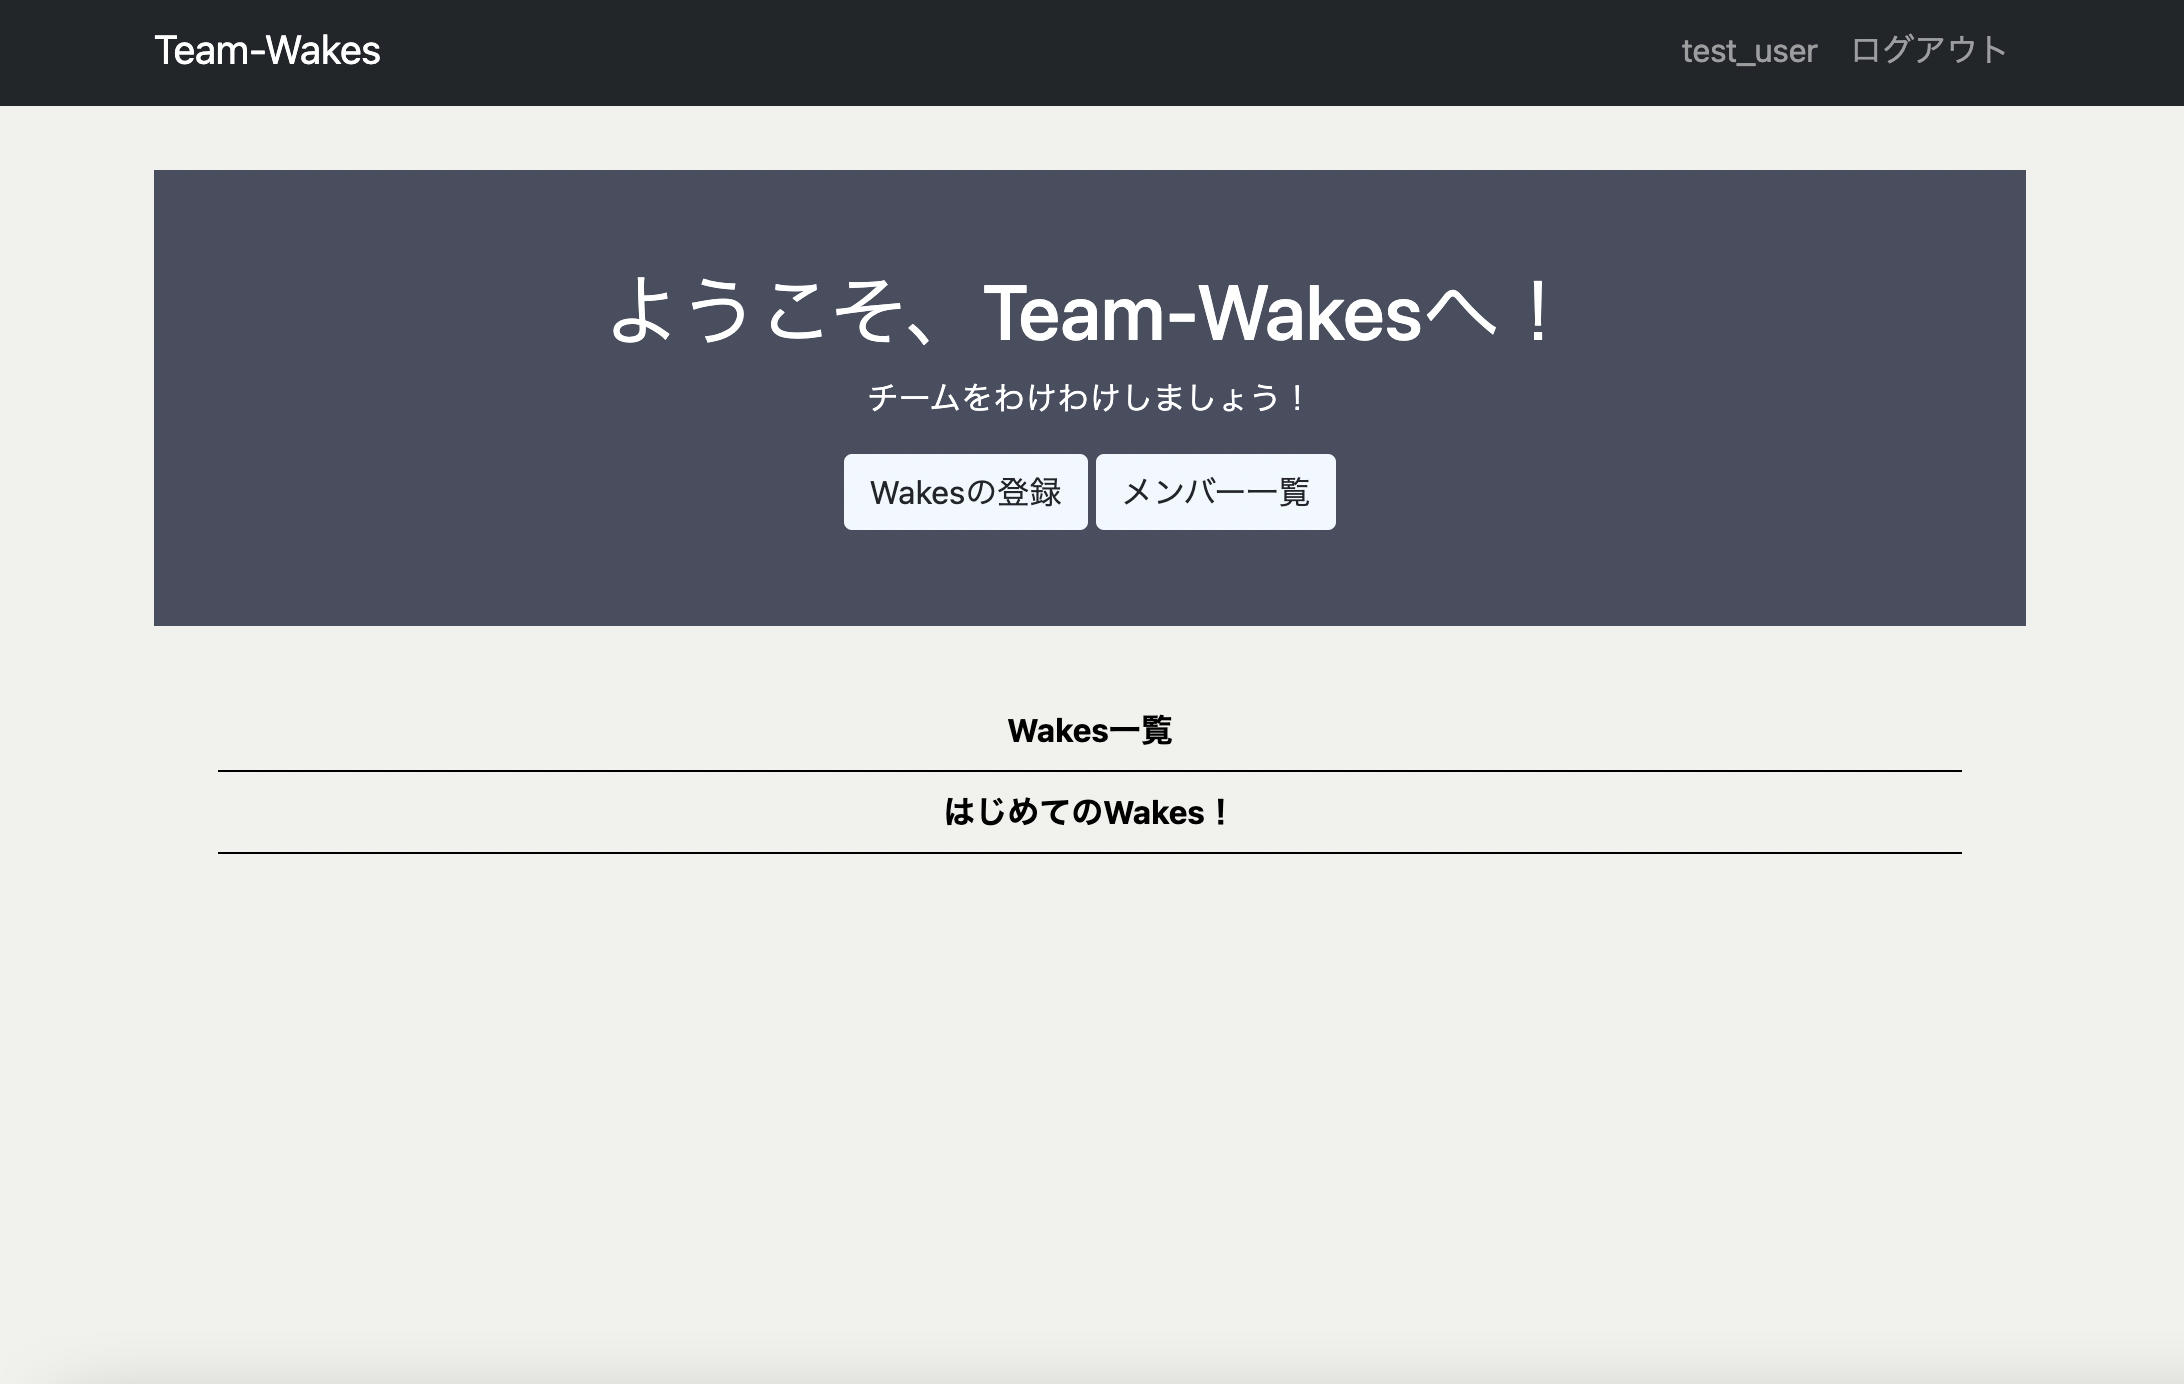 Team-Wakes
test_user ログアウト
ようこそ、Team-Wakesへ！
チームをわけわけしましょう！
Wakesの登録 メンバー一覧
Wakes一覧
はじめてのWakes！